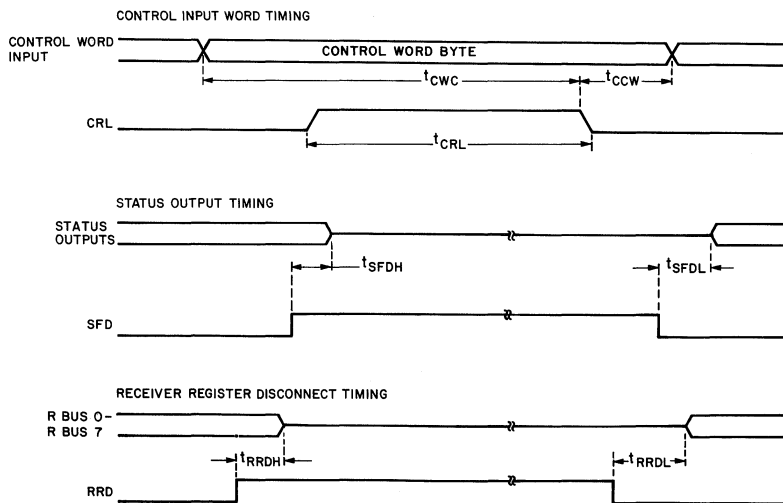 CONTROL INPUT WORD TIMING
CONTROL WORD
INPUT
CONTROL WORD BYTE
tCWC
tCCW
CRL
tCRL
STATUS OUTPUT TIMING
STATUS
OUTPUTS
tSFDH
tSFDL
SFD
RECEIVER REGISTER DISCONNECT TIMING
R BUS 0-
R BUS 7
tRRDH
tRRDL
RRD